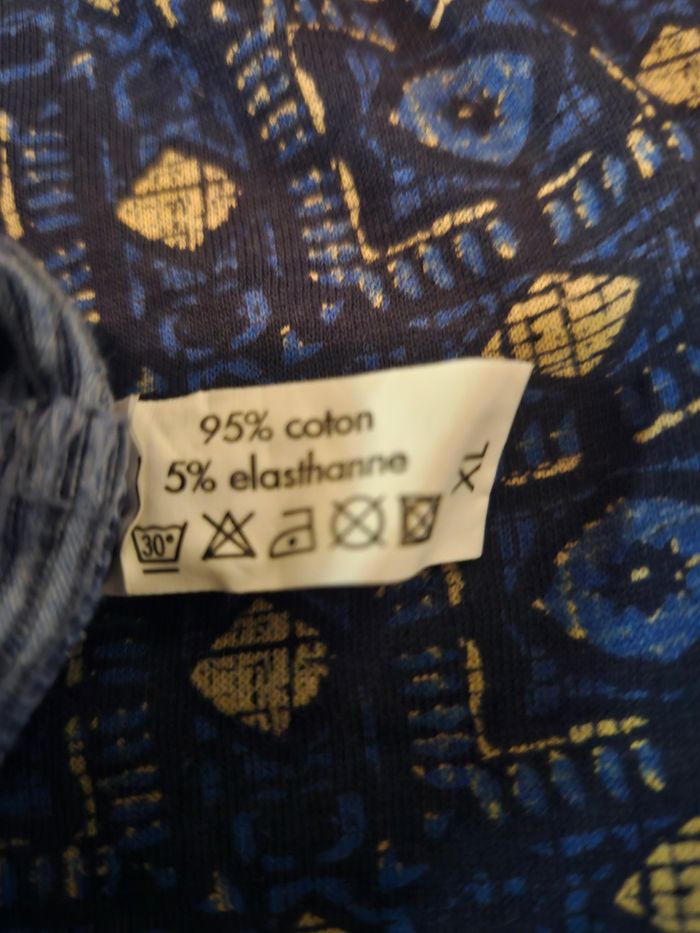 95% coton
5% elasthanne
XL
30°